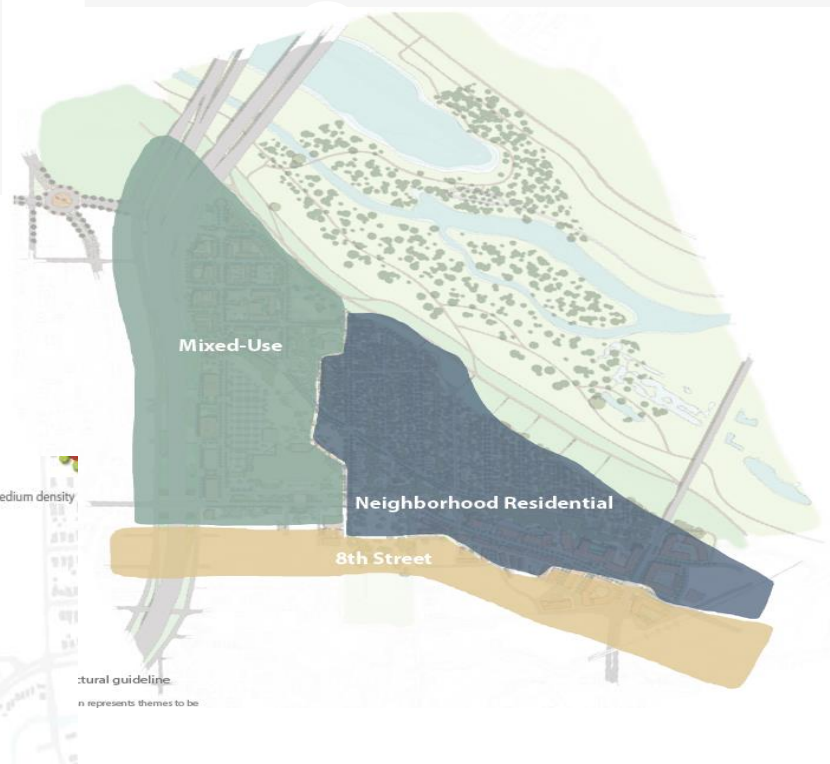 Mixed-Use
edium density
Neighborhood Residential
8th Street
ctural guideline
n represents themes to be